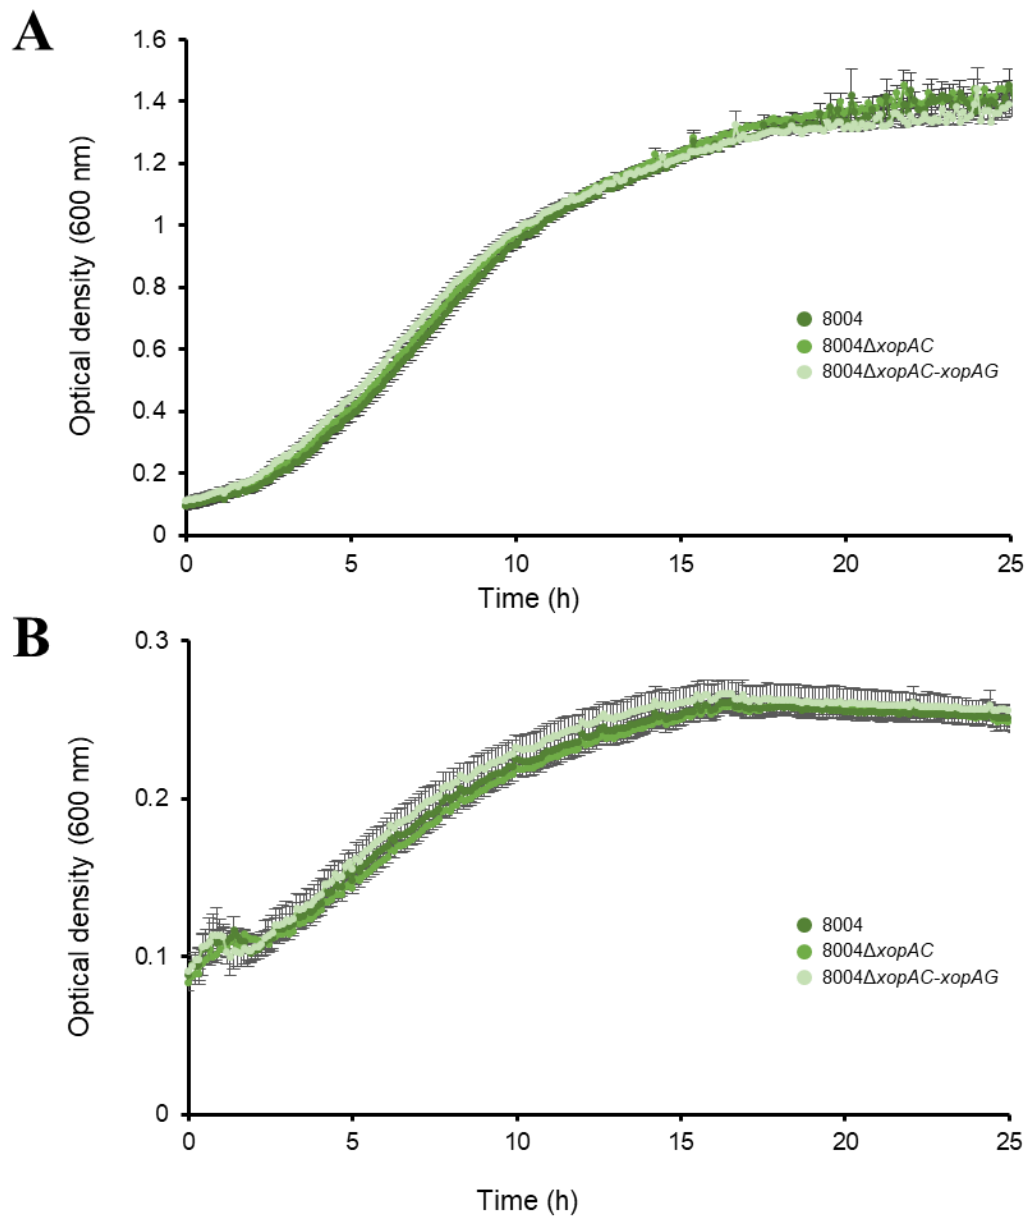 A
1.6
1.4
1.2
1
0.8
0.6
0.4
0.2
0
Optical density (600 nm)
8004
8004ΔxopAC
8004ΔxopAC-xopAG
0 5 10 15 20 25
Time (h)
B
0.3
0.2
0.1
0
Optical density (600 nm)
8004
8004ΔxopAC
8004ΔxopAC-xopAG
0 5 10 15 20 25
Time (h)